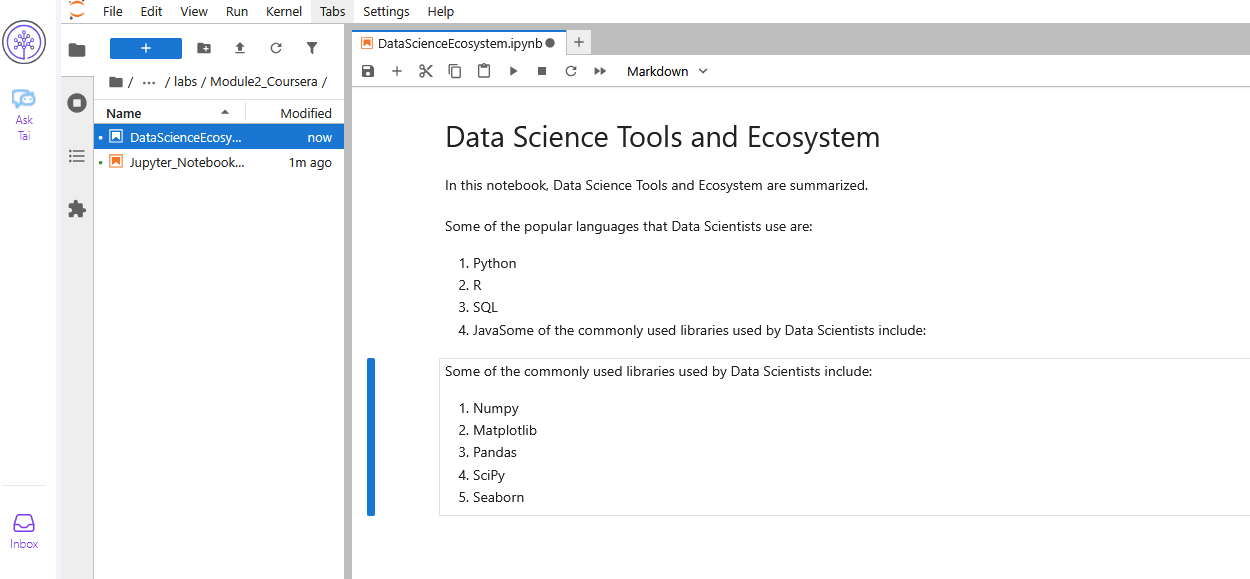 File Edit View Run Kernel Tabs Settings Help
DataScienceEcosystem.ipynb
/ ... / labs / Module2_Coursera /
Markdown
Name Modified
DataScienceEcosy... now
Jupyter_Notebook... 1m ago
Ask
Tai
Inbox
Data Science Tools and Ecosystem
In this notebook, Data Science Tools and Ecosystem are summarized.
Some of the popular languages that Data Scientists use are:
1. Python
2. R
3. SQL
4. JavaSome of the commonly used libraries used by Data Scientists include:
Some of the commonly used libraries used by Data Scientists include:
1. Numpy
2. Matplotlib
3. Pandas
4. SciPy
5. Seaborn